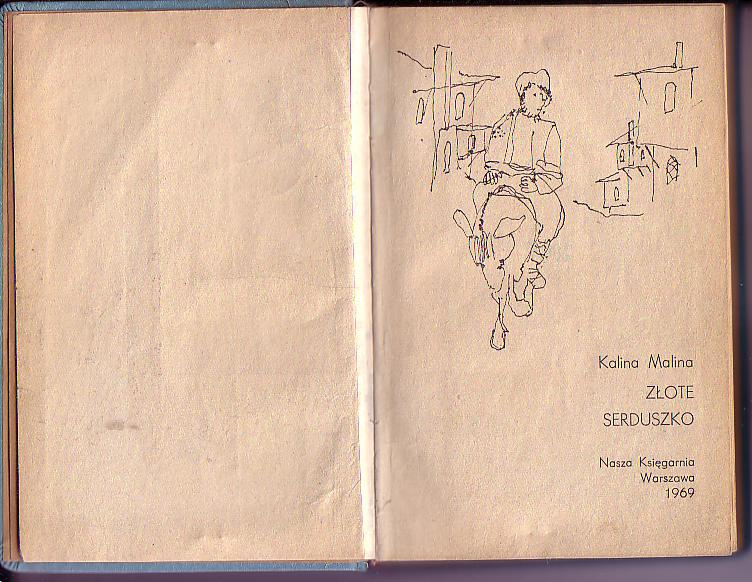 Kalina Malina
ZŁOTE
SERDUSZKO
Nasza Księgarnia
Warszawa
1969